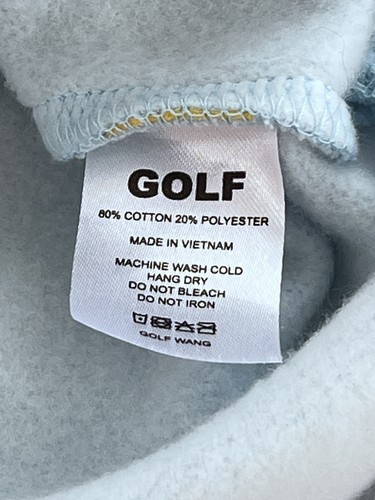 GOLF
80% COTTON 20% POLYESTER
MADE IN VIETNAM
MACHINE WASH COLD
HANG DRY
DO NOT BLEACH
DO NOT IRON
GOLF WANG